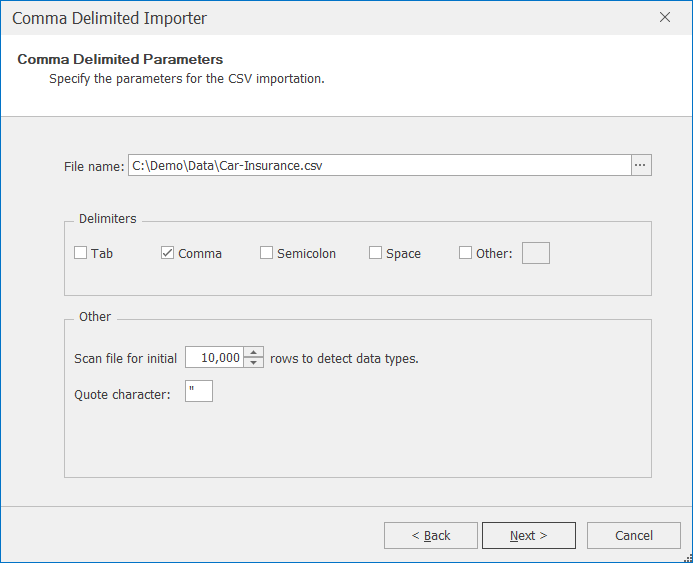 Comma Delimited Importer
Comma Delimited Parameters
Specify the parameters for the CSV importation.
File name: C:\Demo\Data\Car-Insurance.csv ...
Delimiters
Tab Comma Semicolon Space Other:
Other
Scan file for initial 10,000 rows to detect data types.
Quote character: "
< Back Next > Cancel